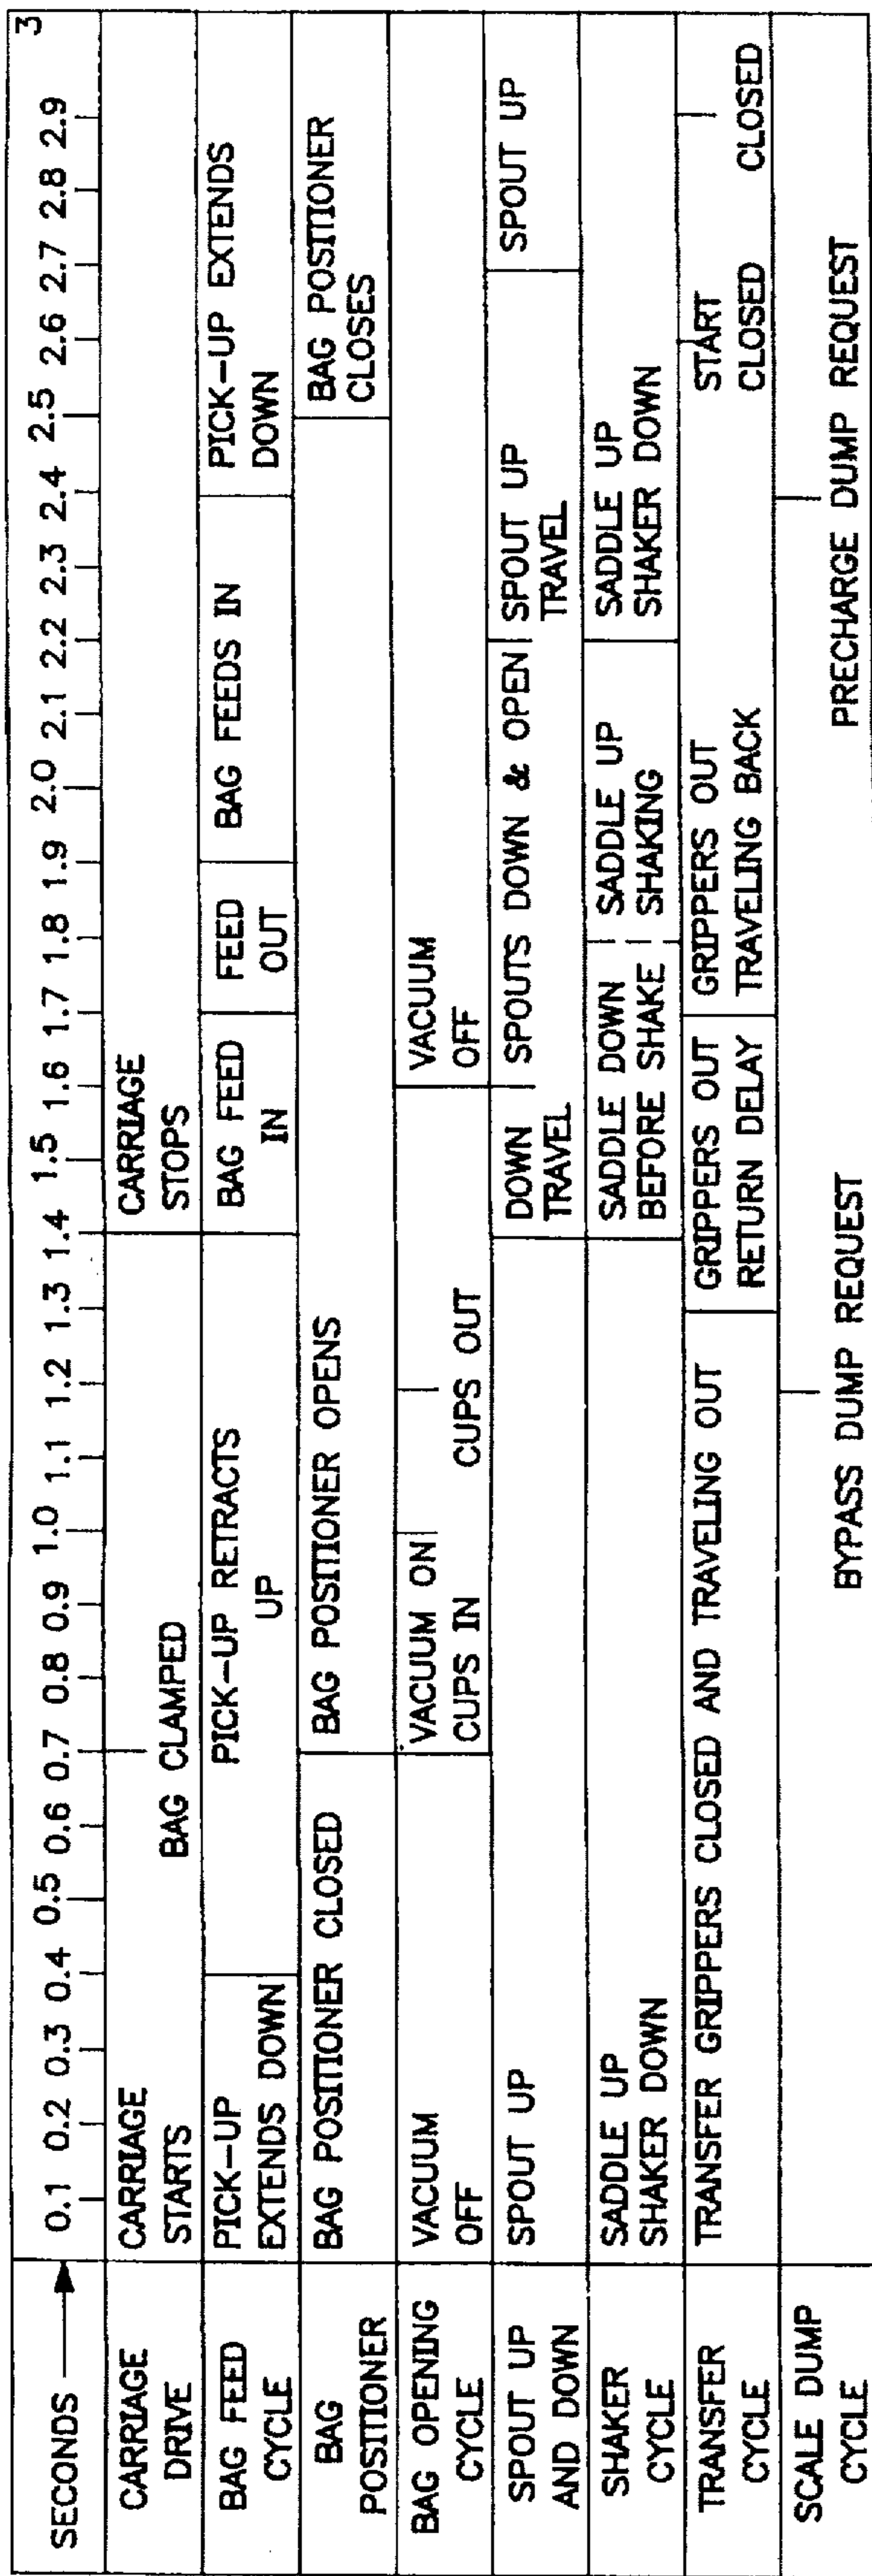 SECONDS 0.1 0.2 0.3 0.4 0.5 0.6 0.7 0.8 0.9 1.0 1.1 1.2 1.3 1.4 1.5 1.6 1.7 1.8 1.9 2.0 2.1 2.2 2.3 2.4 2.5 2.6 2.7 2.8 2.9 3
CARRIAGE CARRIAGE CARRIAGE
DRIVE STARTS BAG CLAMPED STOPS
BAG FEED PICK-UP PICK-UP RETRACTS BAG FEED FEED BAG FEEDS IN PICK-UP EXTENDS
CYCLE EXTENDS DOWN UP IN OUT DOWN
BAG BAG POSITIONER CLOSED BAG POSITIONER OPENS BAG POSITIONER
POSITIONER CLOSES
BAG OPENING VACUUM VACUUM ON VACUUM
CYCLE OFF CUPS IN CUPS OUT OFF
SPOUT UP SPOUT UP DOWN SPOUTS DOWN & OPEN SPOUT UP SPOUT UP
AND DOWN TRAVEL TRAVEL
SHAKER SADDLE UP SADDLE DOWN SADDLE UP SADDLE UP
CYCLE SHAKER DOWN BEFORE SHAKE SHAKING SHAKER DOWN
TRANSFER TRANSFER GRIPPERS CLOSED AND TRAVELING OUT GRIPPERS OUT GRIPPERS OUT START
CYCLE RETURN DELAY TRAVELING BACK CLOSED CLOSED
SCALE DUMP
CYCLE BYPASS DUMP REQUEST PRECHARGE DUMP REQUEST